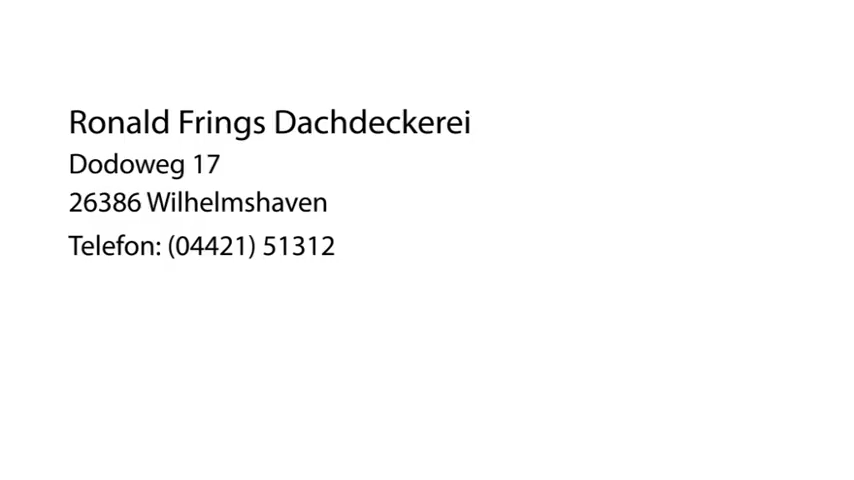 Ronald Frings Dachdeckerei
Dodoweg 17
26386 Wilhelmshaven
Telefon: (04421) 51312